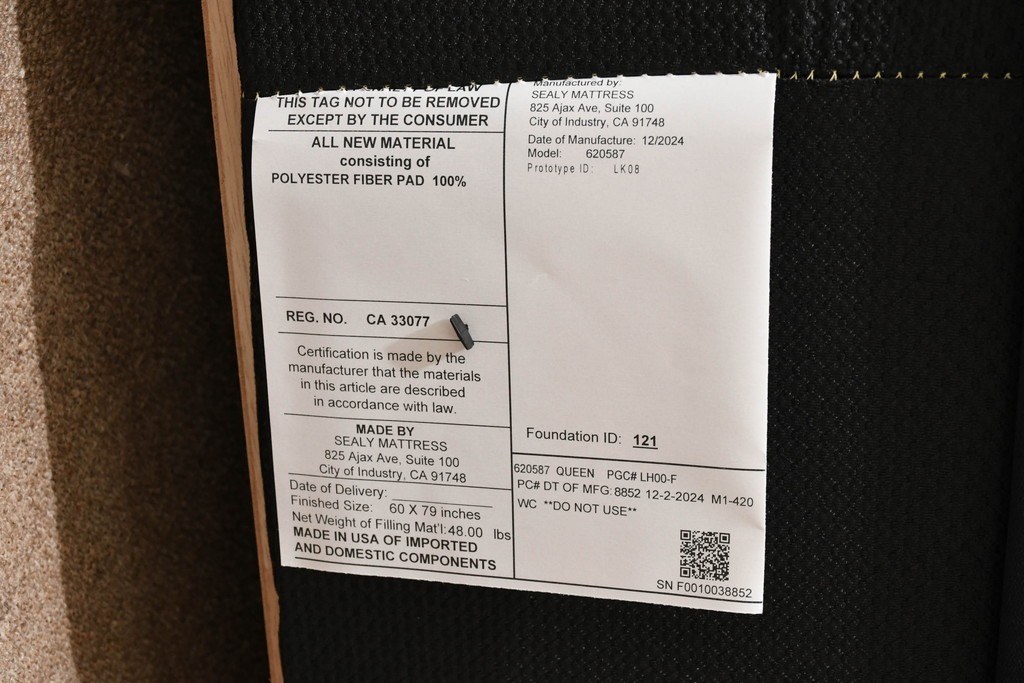 OF LAW
THIS TAG NOT TO BE REMOVED
EXCEPT BY THE CONSUMER
ALL NEW MATERIAL
consisting of
POLYESTER FIBER PAD 100%
REG. NO. CA 33077
Certification is made by the
manufacturer that the materials
in this article are described
in accordance with law.
MADE BY
SEALY MATTRESS
825 Ajax Ave, Suite 100
City of Industry, CA 91748
Date of Delivery:
Finished Size: 60 X 79 inches
Net Weight of Filling Mat'l: 48.00 lbs
MADE IN USA OF IMPORTED
AND DOMESTIC COMPONENTS
Manufactured by:
SEALY MATTRESS
825 Ajax Ave, Suite 100
City of Industry, CA 91748
Date of Manufacture: 12/2024
Model: 620587
Prototype ID: LK08
Foundation ID: 121
620587 QUEEN PGC# LH00-F
PC# DT OF MFG: 8852 12-2-2024 M1-420
WC **DO NOT USE**
SN F0010038852